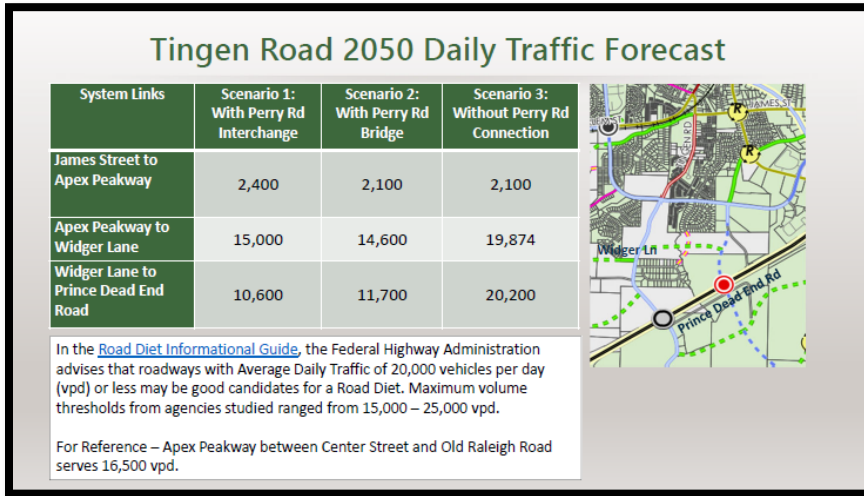 Tingen Road 2050 Daily Traffic Forecast
System Links
Scenario 1:
With Perry Rd
Interchange
Scenario 2:
With Perry Rd
Bridge
Scenario 3:
Without Perry Rd
Connection
James Street to
Apex Peakway
2,400
2,100
2,100
Apex Peakway to
Widger Lane
15,000
14,600
19,874
Widger Lane to
Prince Dead End
Road
10,600
11,700
20,200
In the Road Diet Informational Guide, the Federal Highway Administration
advises that roadways with Average Daily Traffic of 20,000 vehicles per day
(vpd) or less may be good candidates for a Road Diet. Maximum volume
thresholds from agencies studied ranged from 15,000 – 25,000 vpd.
For Reference – Apex Peakway between Center Street and Old Raleigh Road
serves 16,500 vpd.
R
JAMES ST
R
Widger Ln
Prince Dead End Rd